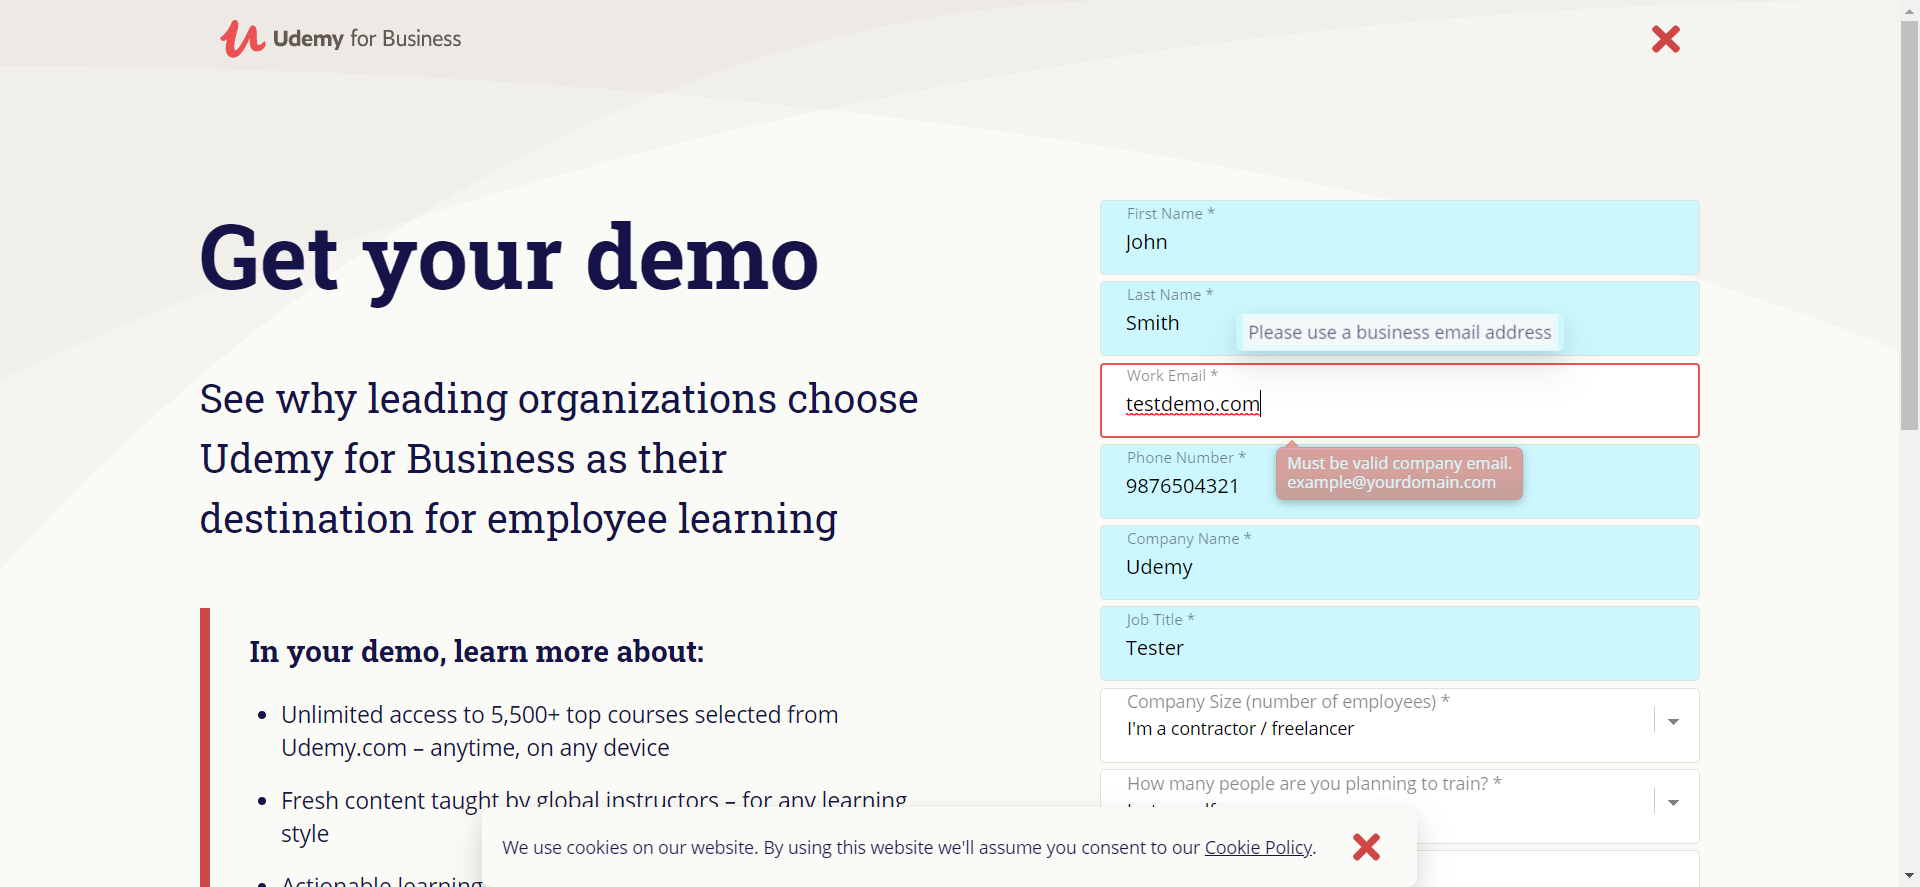 Udemy for Business
Get your demo
See why leading organizations choose
Udemy for Business as their
destination for employee learning
In your demo, learn more about:
• Unlimited access to 5,500+ top courses selected from
Udemy.com – anytime, on any device
• Fresh content taught by global instructors – for any learning
style
• Actionable learning
First Name *
John
Last Name *
Smith
Please use a business email address
Work Email *
testdemo.com
Must be valid company email.
example@yourdomain.com
Phone Number *
9876504321
Company Name *
Udemy
Job Title *
Tester
Company Size (number of employees) *
I'm a contractor / freelancer
How many people are you planning to train? *
We use cookies on our website. By using this website we'll assume you consent to our Cookie Policy.